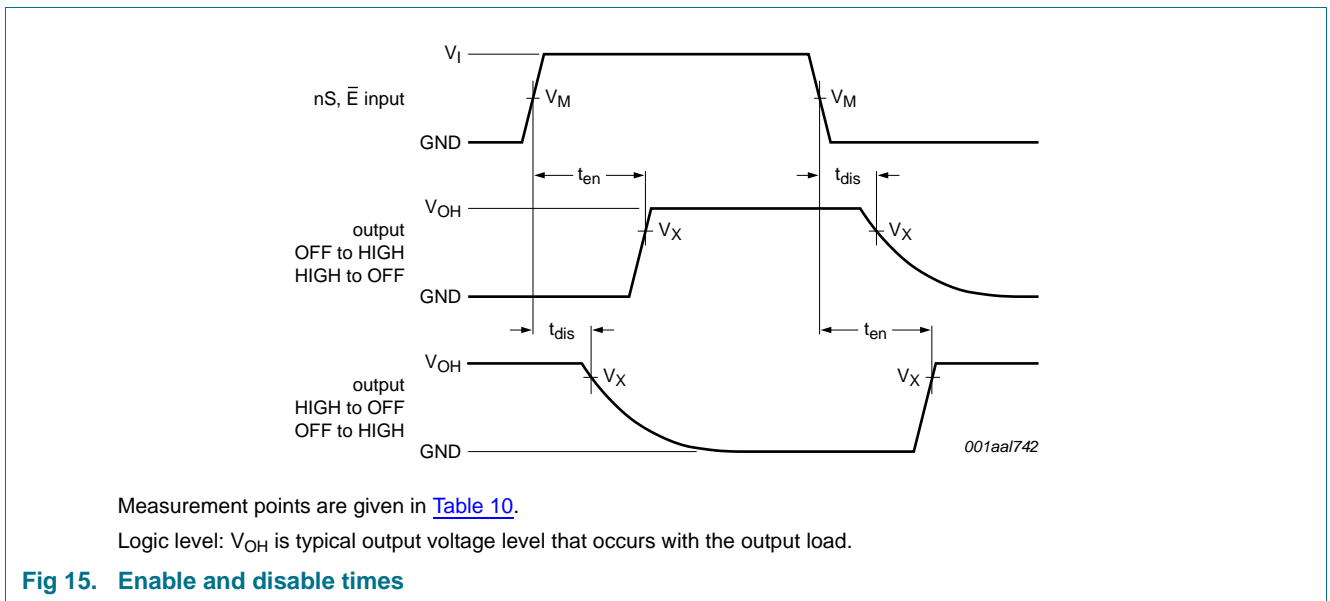 V_I
nS, Ē input
V_M
V_M
GND
t_en
t_dis
V_OH
output
OFF to HIGH
HIGH to OFF
V_X
V_X
GND
t_dis
t_en
V_OH
output
HIGH to OFF
OFF to HIGH
V_X
V_X
GND
001aal742
Measurement points are given in Table 10.
Logic level: V_OH is typical output voltage level that occurs with the output load.
Fig 15. Enable and disable times